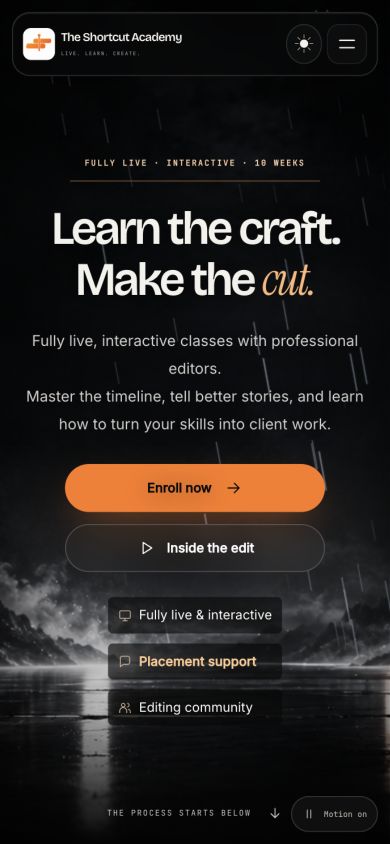 The Shortcut Academy
LIVE. LEARN. CREATE.
FULLY LIVE · INTERACTIVE · 10 WEEKS
Learn the craft.
Make the cut.
Fully live, interactive classes with professional
editors.
Master the timeline, tell better stories, and learn
how to turn your skills into client work.
Enroll now
Inside the edit
Fully live & interactive
Placement support
Editing community
THE PROCESS STARTS BELOW
Motion on